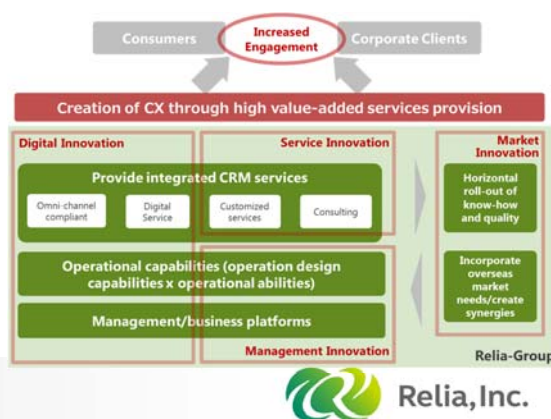 Consumers
Increased
Engagement
Corporate Clients
Creation of CX through high value-added services provision
Digital Innovation
Service Innovation
Market
Innovation
Provide integrated CRM services
Omni-channel
compliant
Digital
Service
Customized
services
Consulting
Horizontal
roll-out of
know-how
and quality
Operational capabilities (operation design
capabilities x operational abilities)
Incorporate
overseas
market
needs/create
synergies
Management/business platforms
Management Innovation
Relia-Group
Relia, Inc.